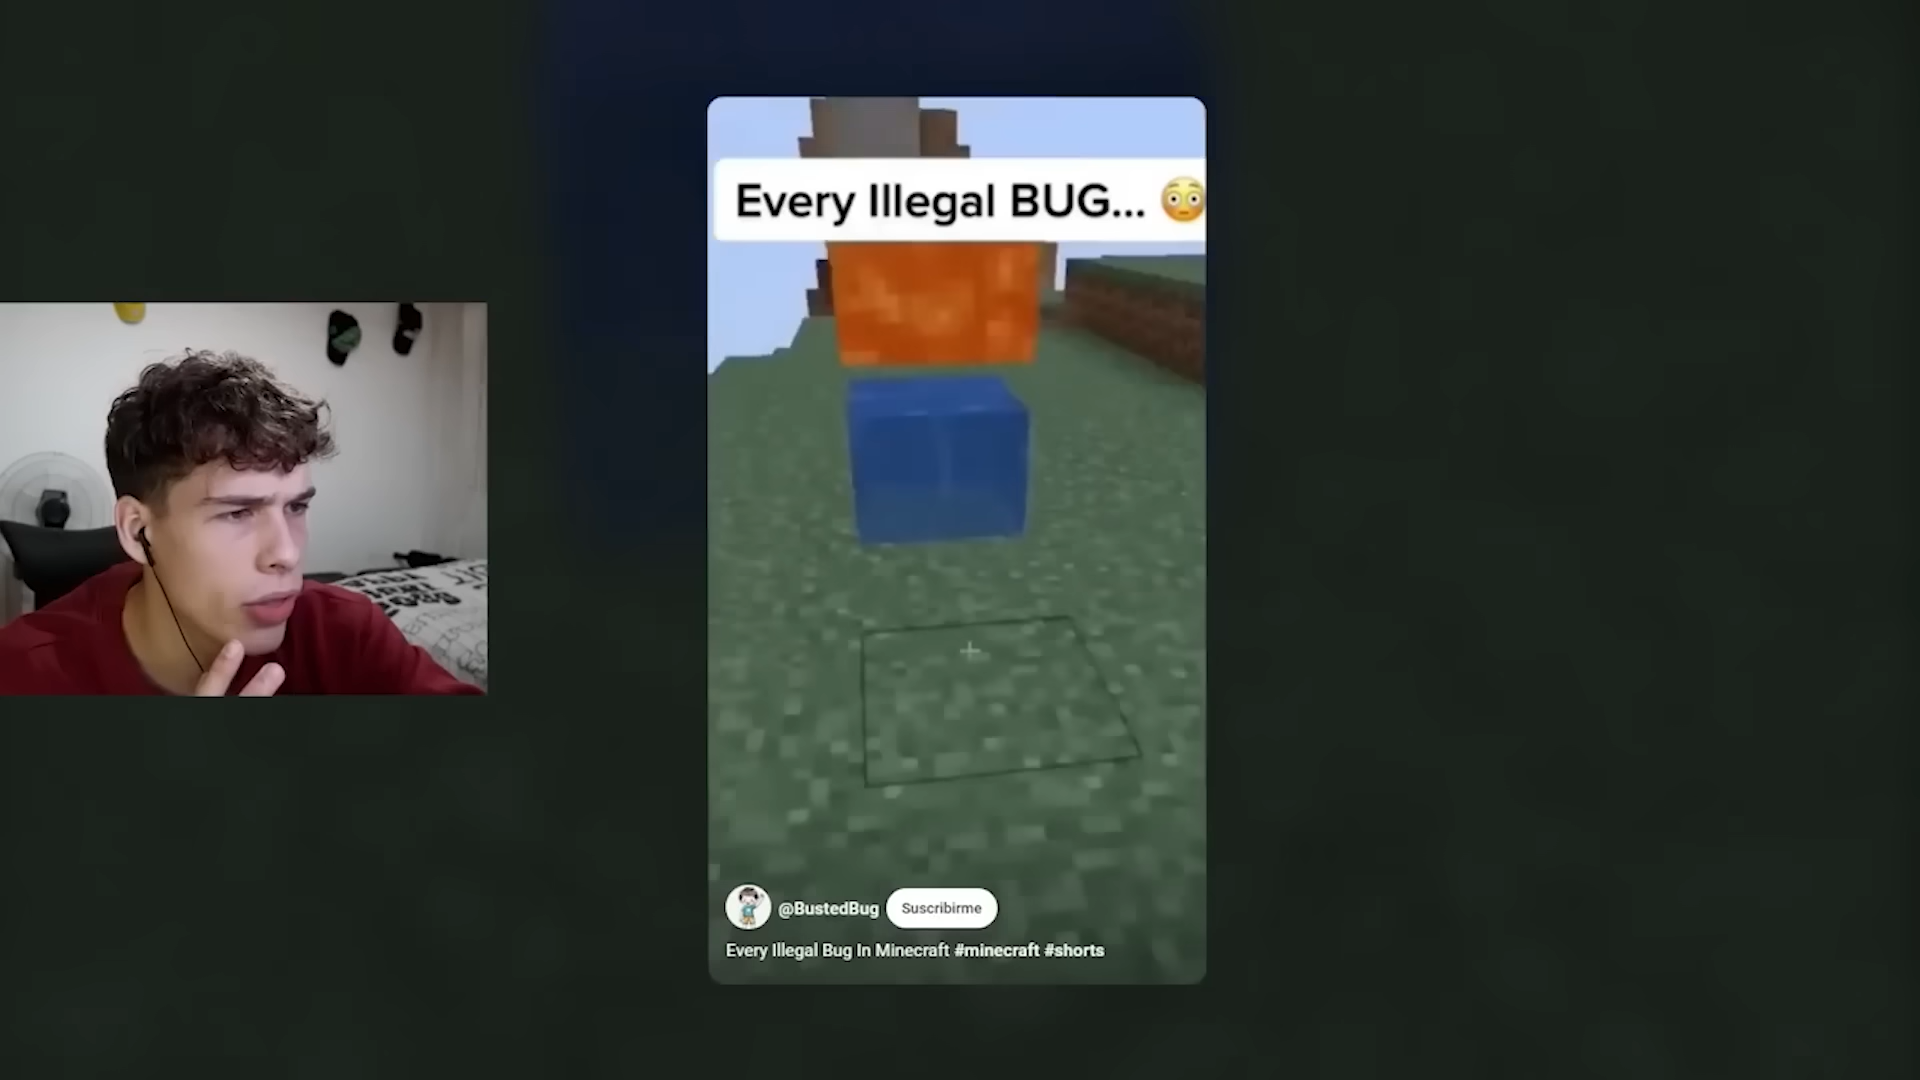 Every Illegal BUG... 😳
@BustedBug
Suscribirme
Every Illegal Bug In Minecraft #minecraft #shorts